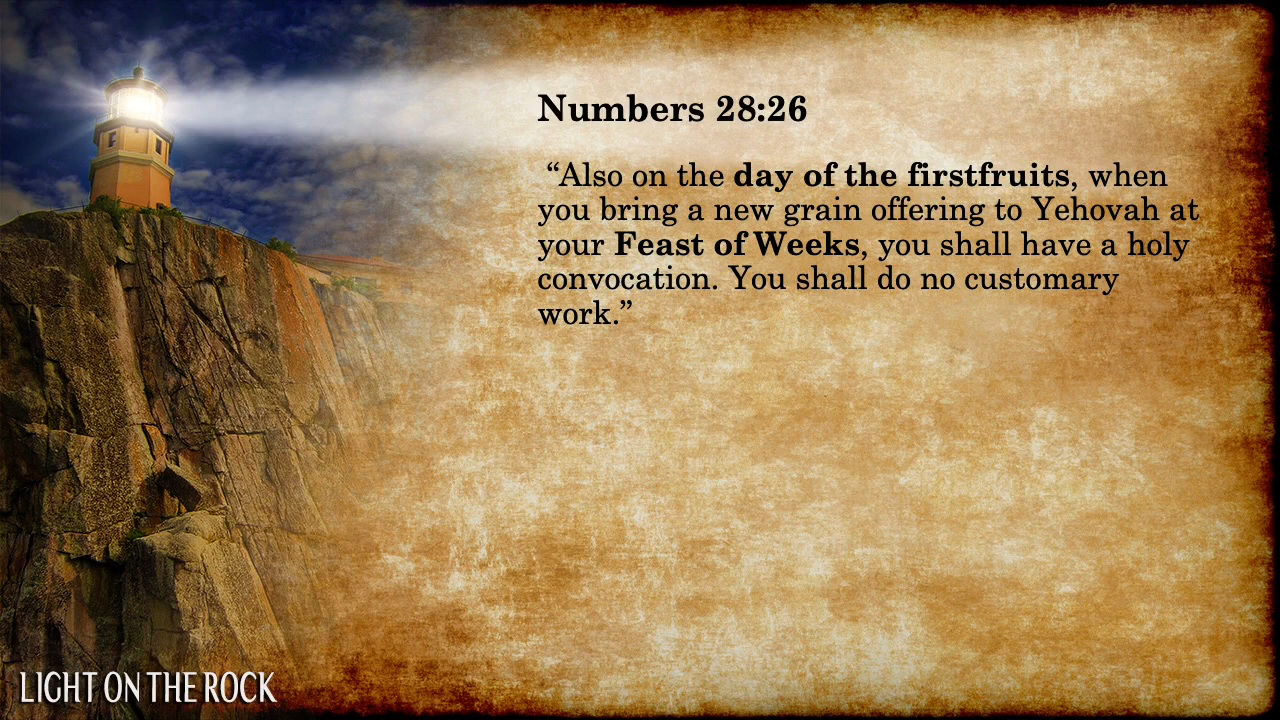 Numbers 28:26
“Also on the day of the firstfruits, when
you bring a new grain offering to Yehovah at
your Feast of Weeks, you shall have a holy
convocation. You shall do no customary
work.”
LIGHT ON THE ROCK